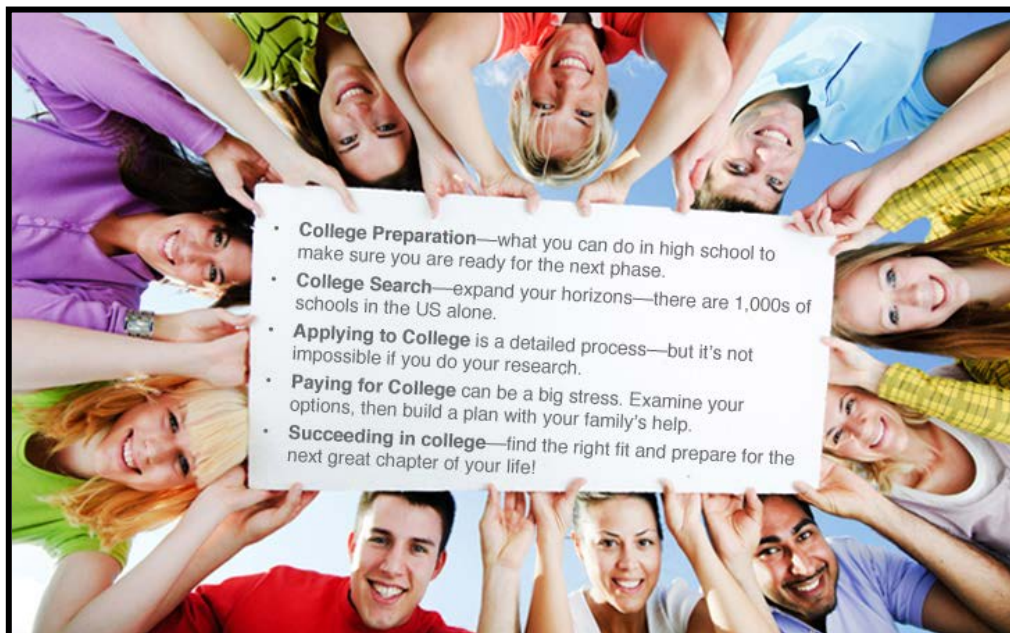 • College Preparation—what you can do in high school to
make sure you are ready for the next phase.
• College Search—expand your horizons—there are 1,000s of
schools in the US alone.
• Applying to College is a detailed process—but it's not
impossible if you do your research.
• Paying for College can be a big stress. Examine your
options, then build a plan with your family's help.
• Succeeding in college—find the right fit and prepare for the
next great chapter of your life!